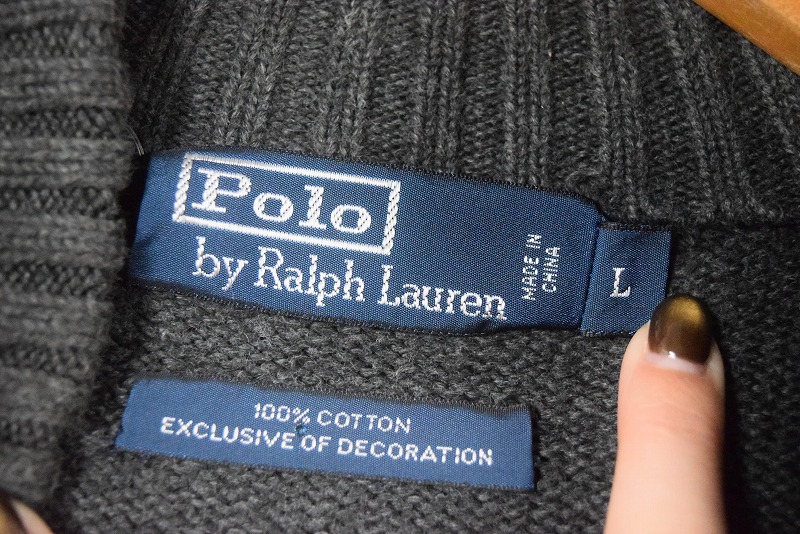 Polo
by Ralph Lauren
MADE IN
CHINA
L
100% COTTON
EXCLUSIVE OF DECORATION